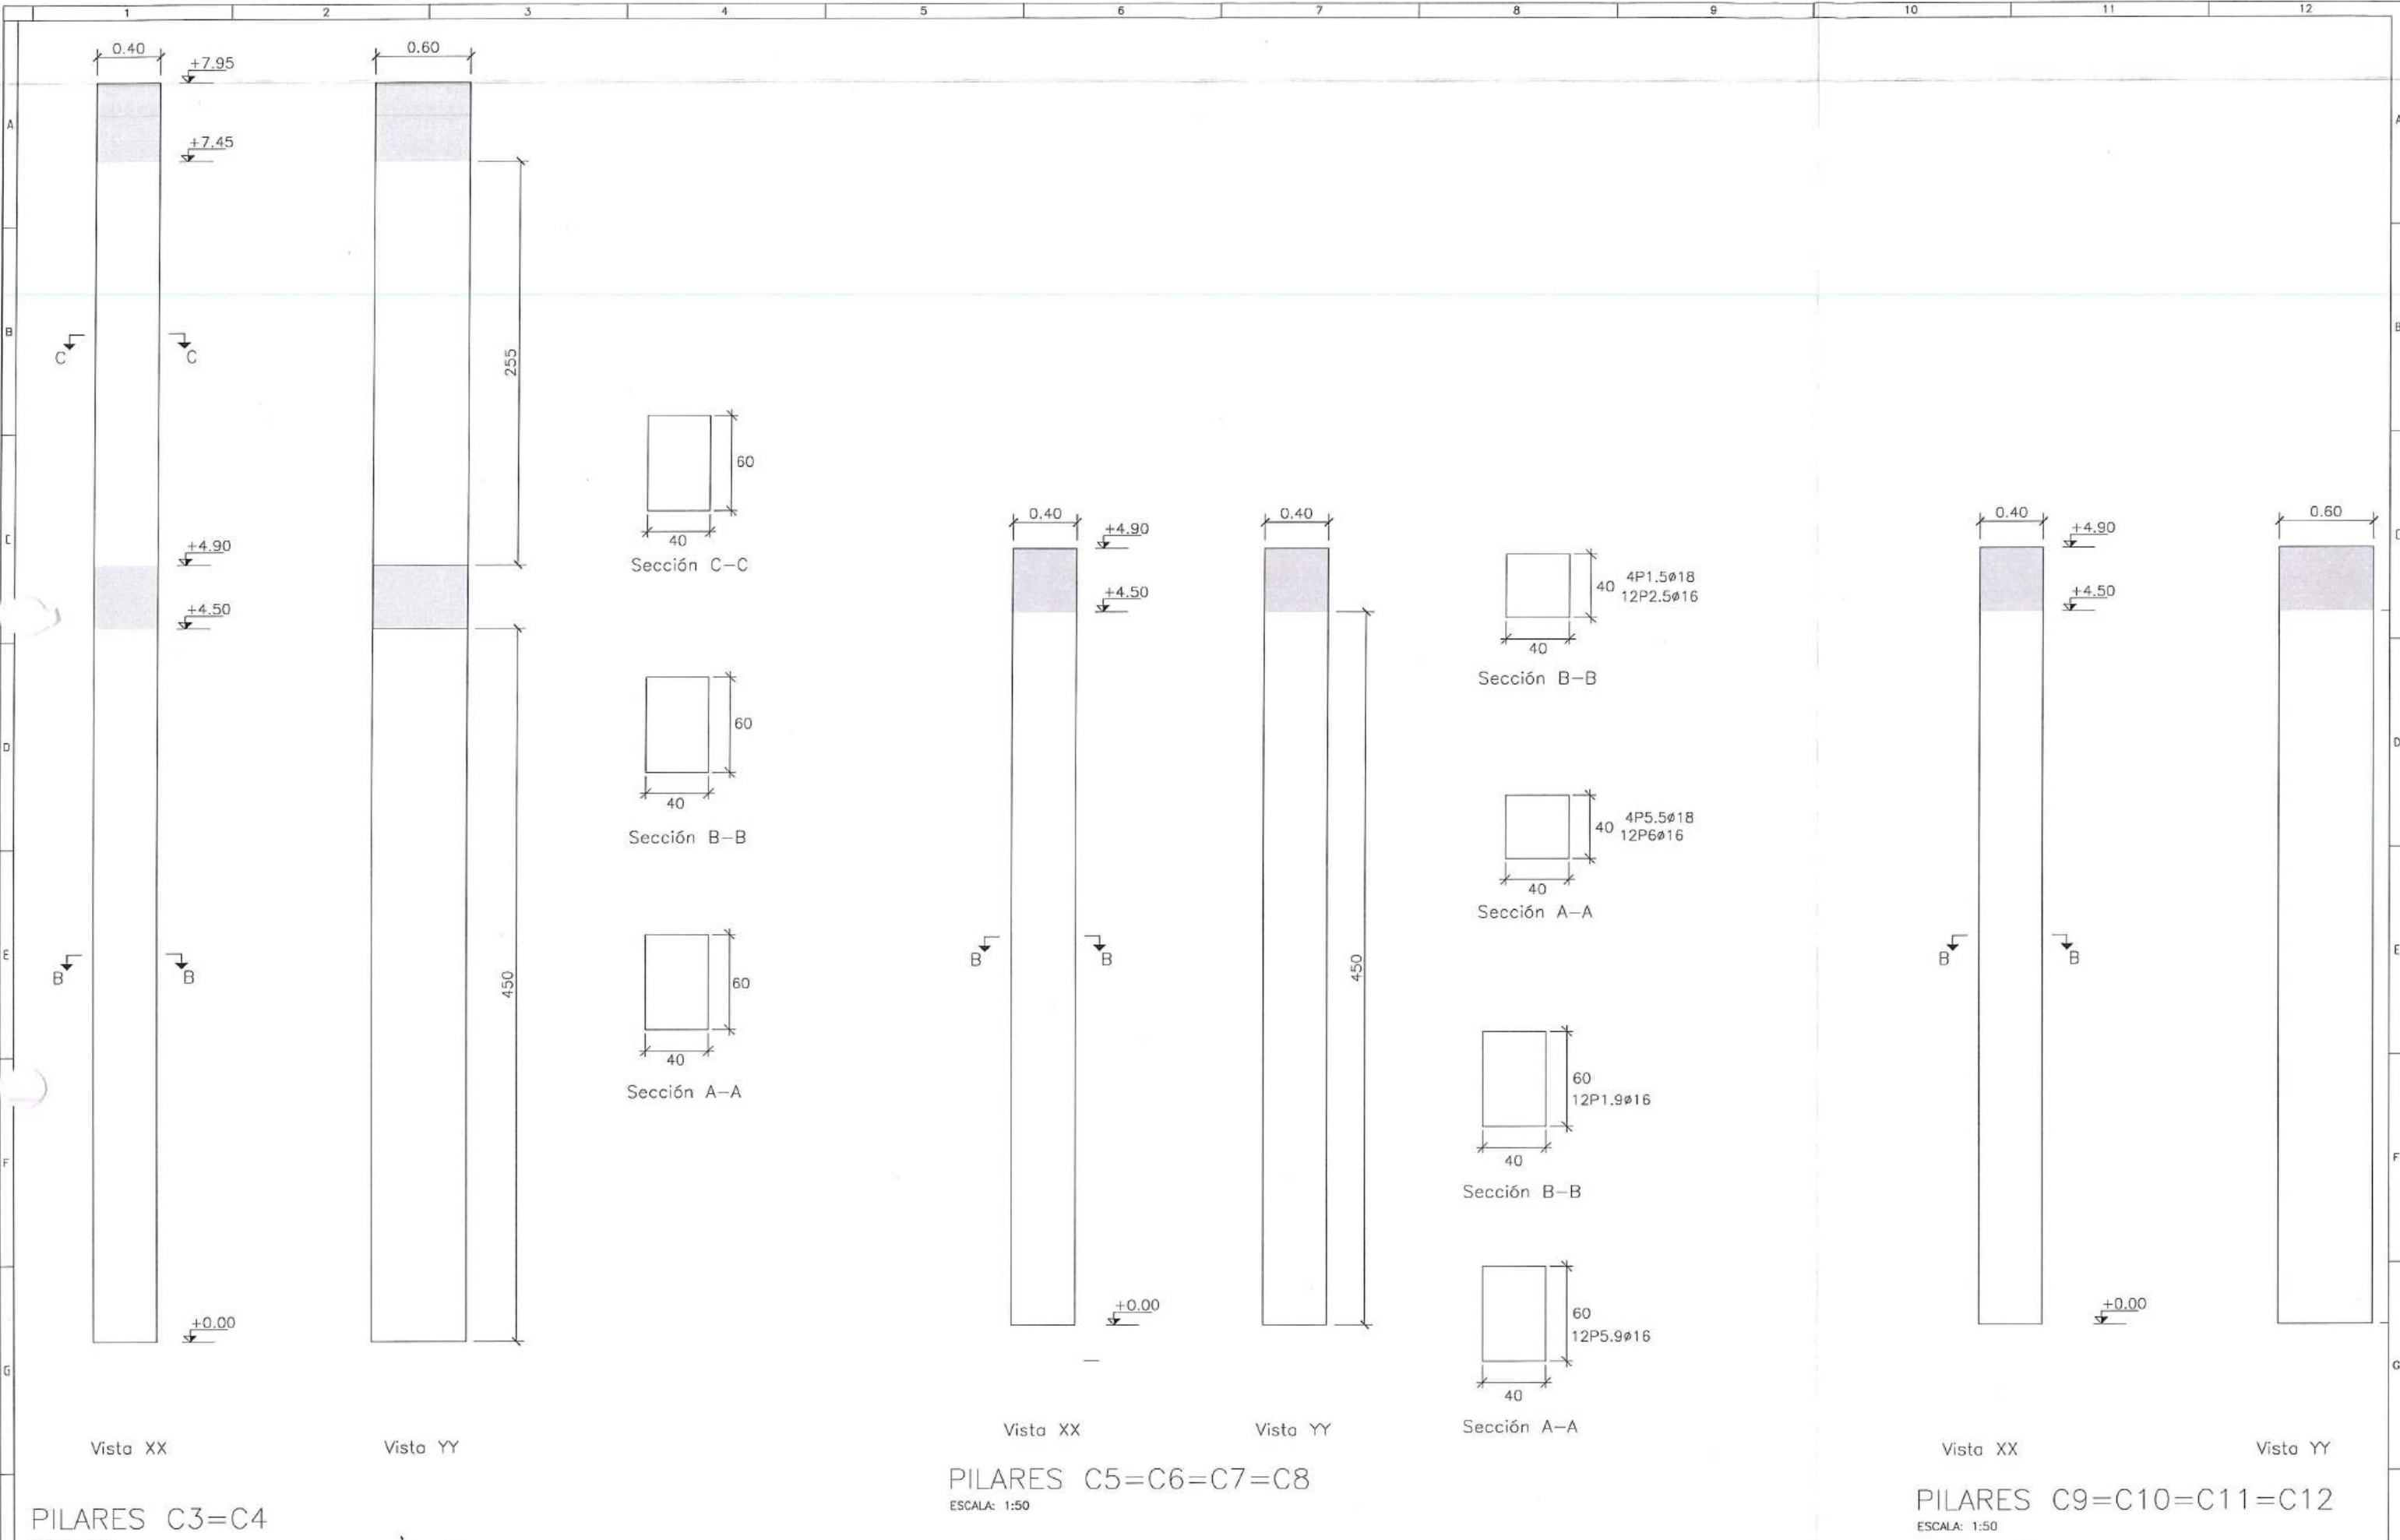 1 2 3 4 5 6 7 8 9 10 11 12
A
B
C
D
E
F
G
A
B
C
D
E
F
G
0.40
+7.95
0.60
+7.45
255
C C
+4.90
+4.50
450
B B
+0.00
Vista XX
Vista YY
PILARES C3=C4
60
40
Sección C-C
60
40
Sección B-B
60
40
Sección A-A
0.40
+4.90
0.40
+4.50
450
B B
+0.00
Vista XX
Vista YY
PILARES C5=C6=C7=C8
ESCALA: 1:50
40 4P1.5ø18
12P2.5ø16
40
Sección B-B
40 4P5.5ø18
12P6ø16
40
Sección A-A
60
12P1.9ø16
40
Sección B-B
60
12P5.9ø16
40
Sección A-A
0.40
+4.90
0.60
+4.50
B B
+0.00
Vista XX
Vista YY
PILARES C9=C10=C11=C12
ESCALA: 1:50